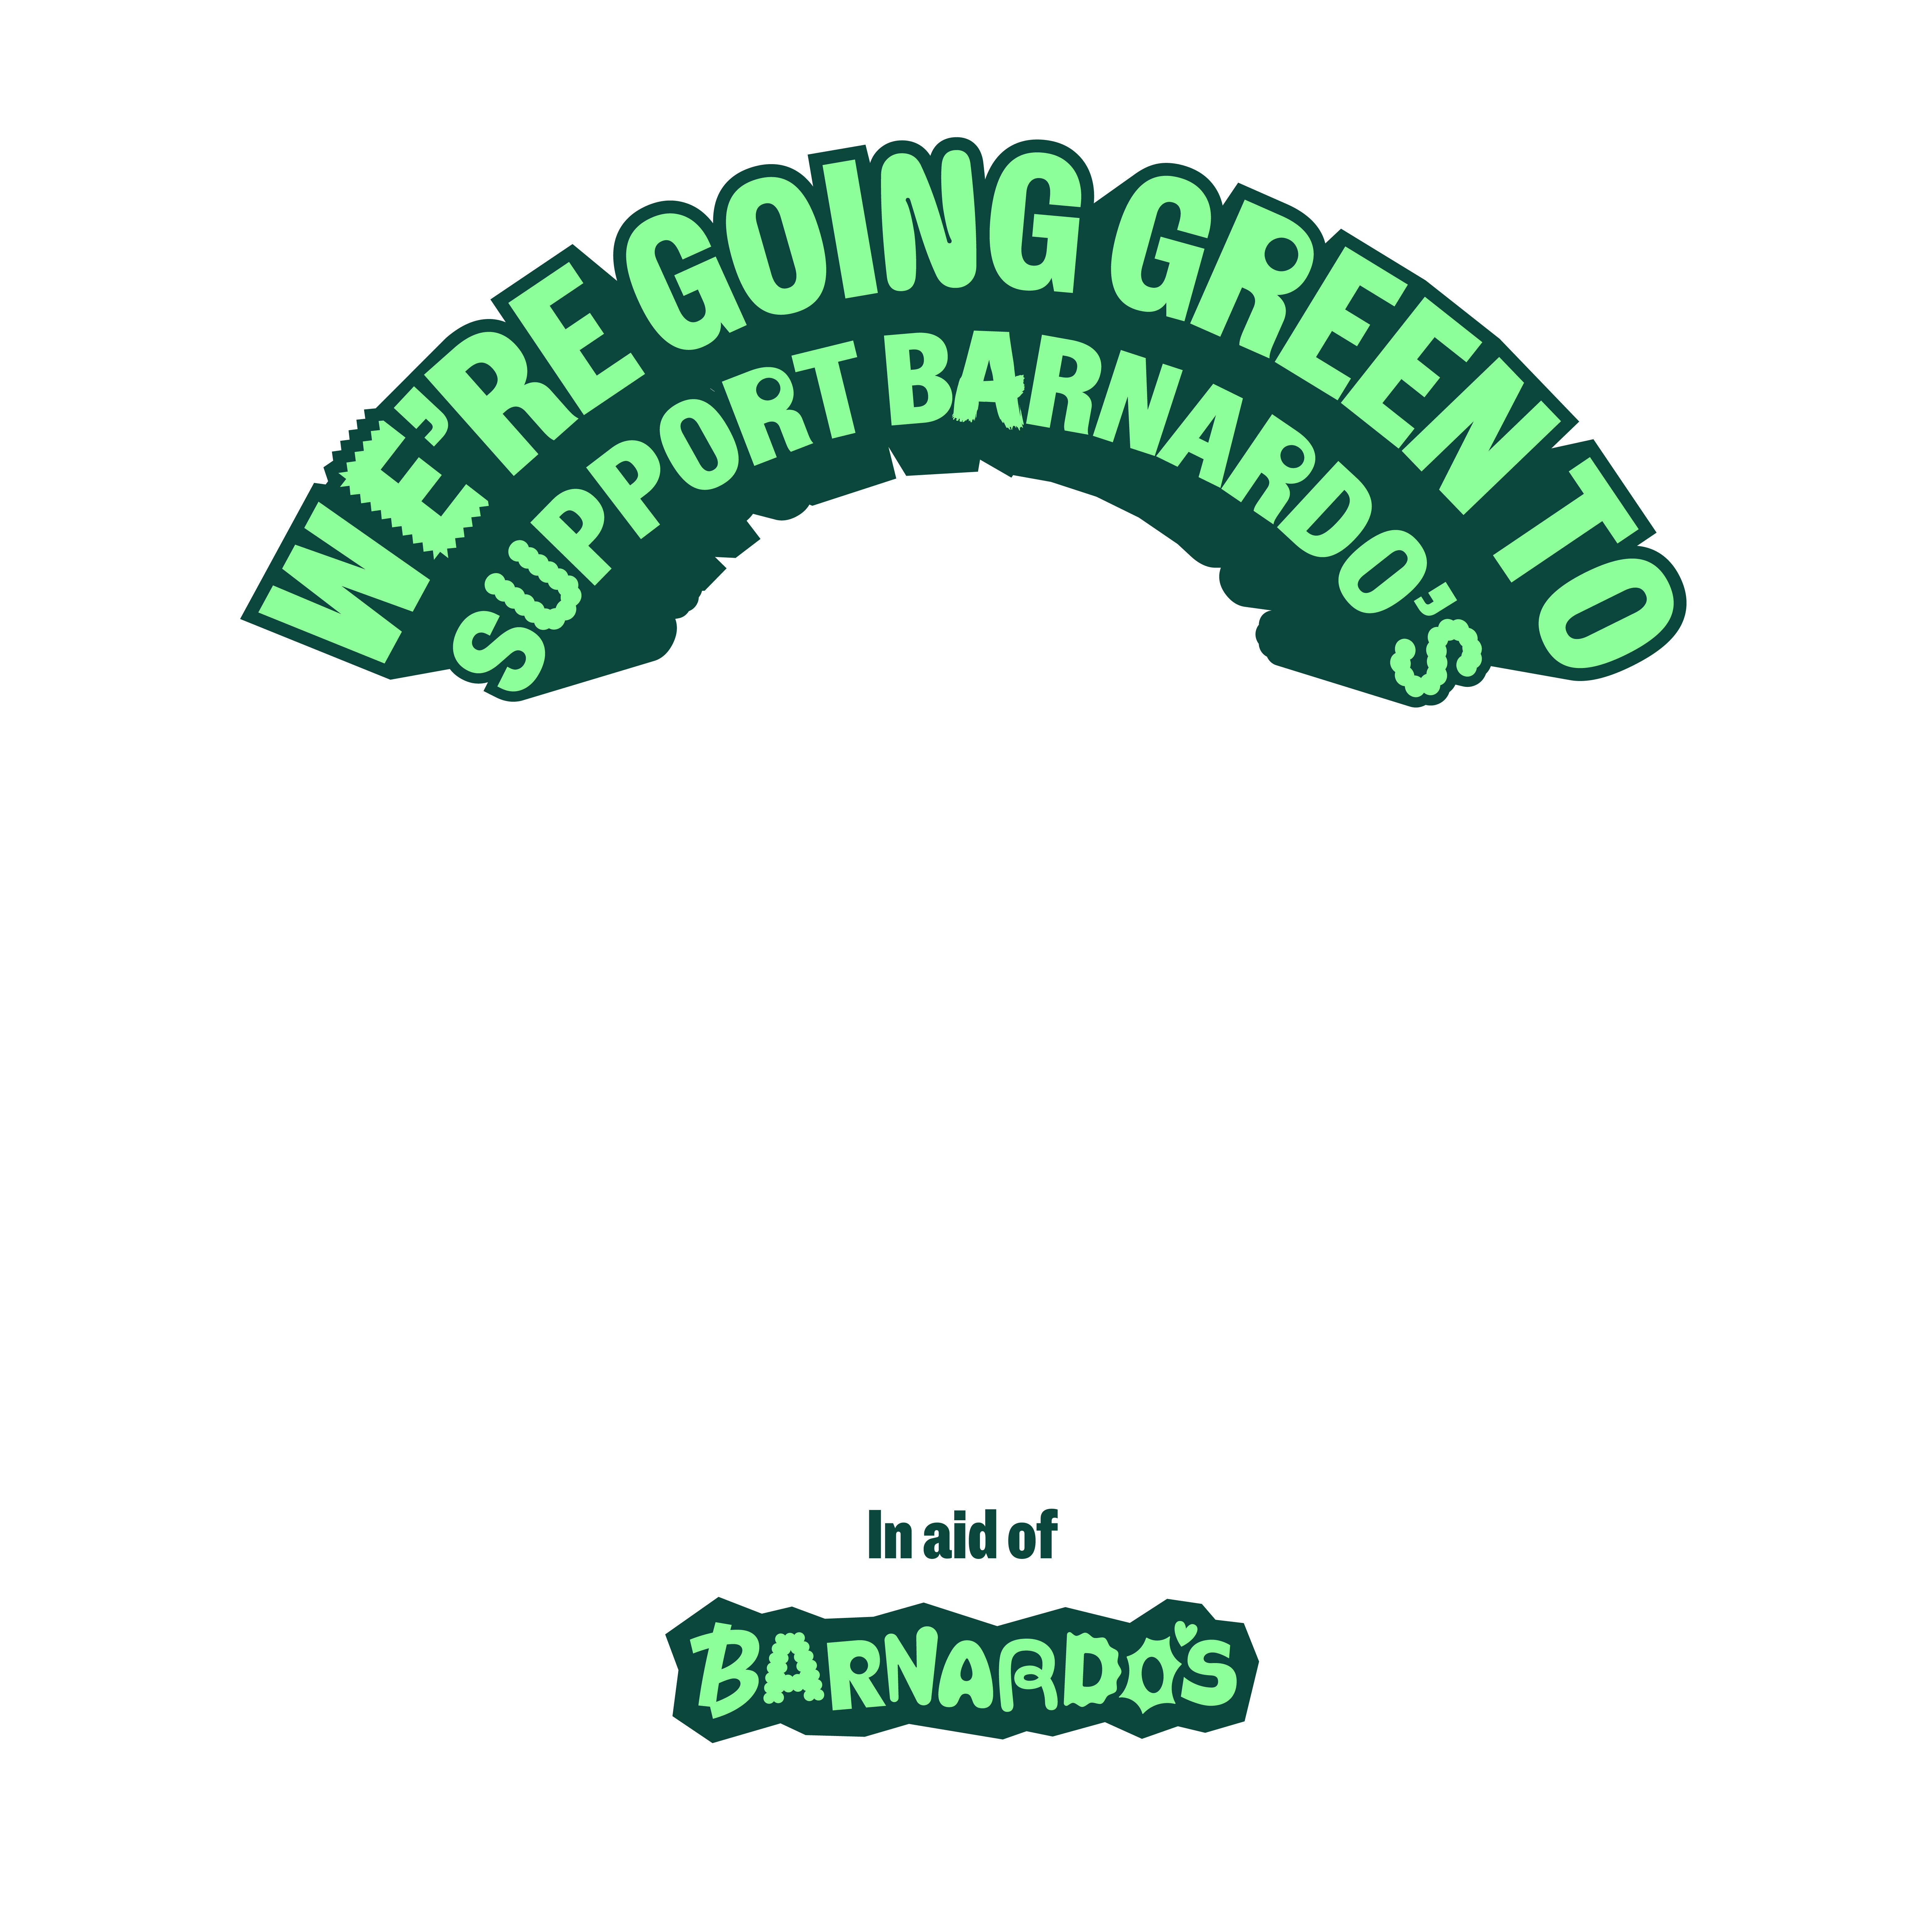 WE'RE GOING GREEN TO
SUPPORT BARNARDO'S
In aid of
BARNARDO'S